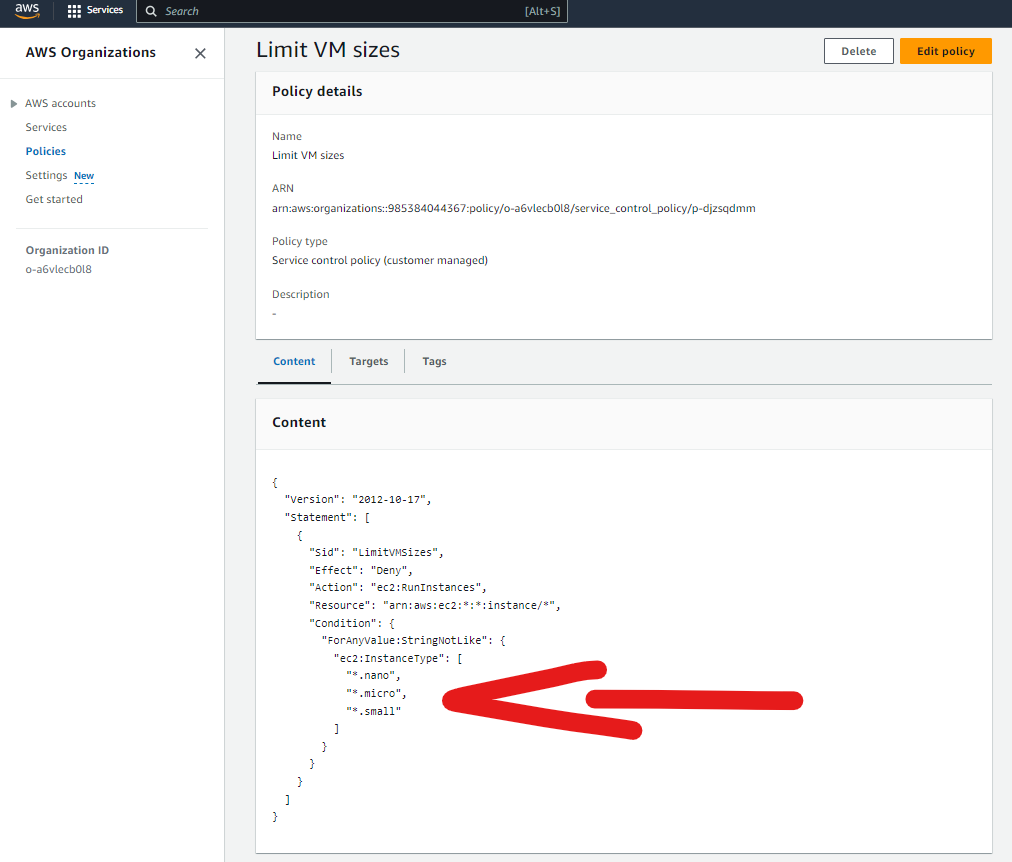 aws
Services
Search
[Alt+S]
AWS Organizations
AWS accounts
Services
Policies
Settings New
Get started
Organization ID
o-a6vlecb0l8
Limit VM sizes
Delete
Edit policy
Policy details
Name
Limit VM sizes
ARN
arn:aws:organizations::985384044367:policy/o-a6vlecb0l8/service_control_policy/p-djzsqdmm
Policy type
Service control policy (customer managed)
Description
-
Content
Targets
Tags
Content
{
"Version": "2012-10-17",
"Statement": [
{
"Sid": "LimitVMSizes",
"Effect": "Deny",
"Action": "ec2:RunInstances",
"Resource": "arn:aws:ec2:*:*:instance/*",
"Condition": {
"ForAnyValue:StringNotLike": {
"ec2:InstanceType": [
"*.nano",
"*.micro",
"*.small"
]
}
}
}
]
}